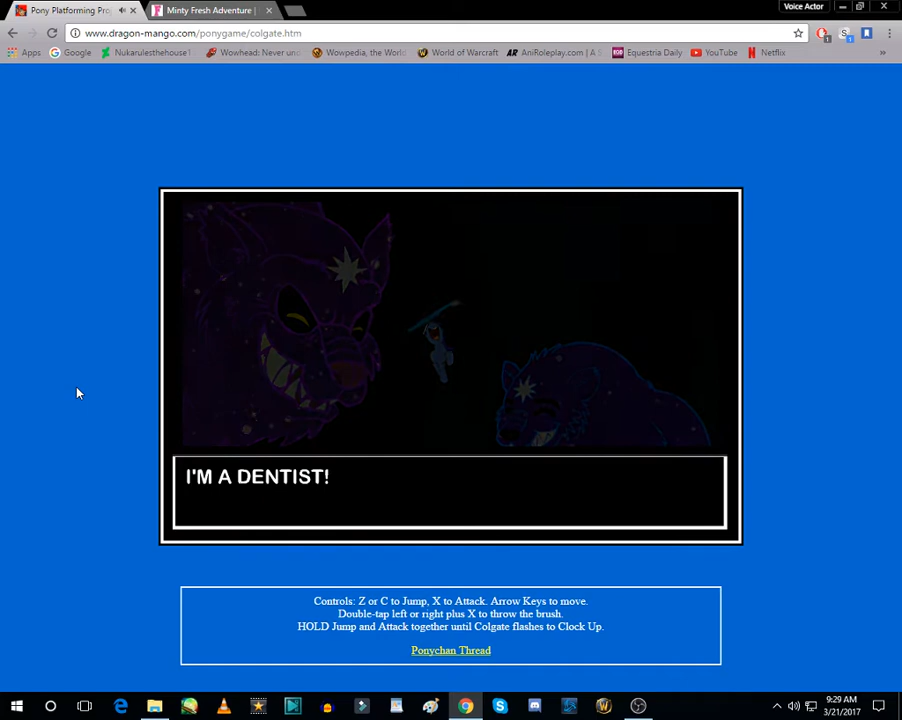 Pony Platforming Pro
Minty Fresh Adventure |
Voice Actor
www.dragon-mango.com/ponygame/colgate.htm
Apps
Google
Nukarulesthehouse1
Wowhead: Never unc
Wowpedia, the World
World of Warcraft
AniRoleplay.com | A S
Equestria Daily
YouTube
Netflix
I'M A DENTIST!
Controls: Z or C to Jump, X to Attack. Arrow Keys to move.
Double-tap left or right plus X to throw the brush.
HOLD Jump and Attack together until Colgate flashes to Clock Up.
Ponychan Thread
9:29 AM
3/21/2017